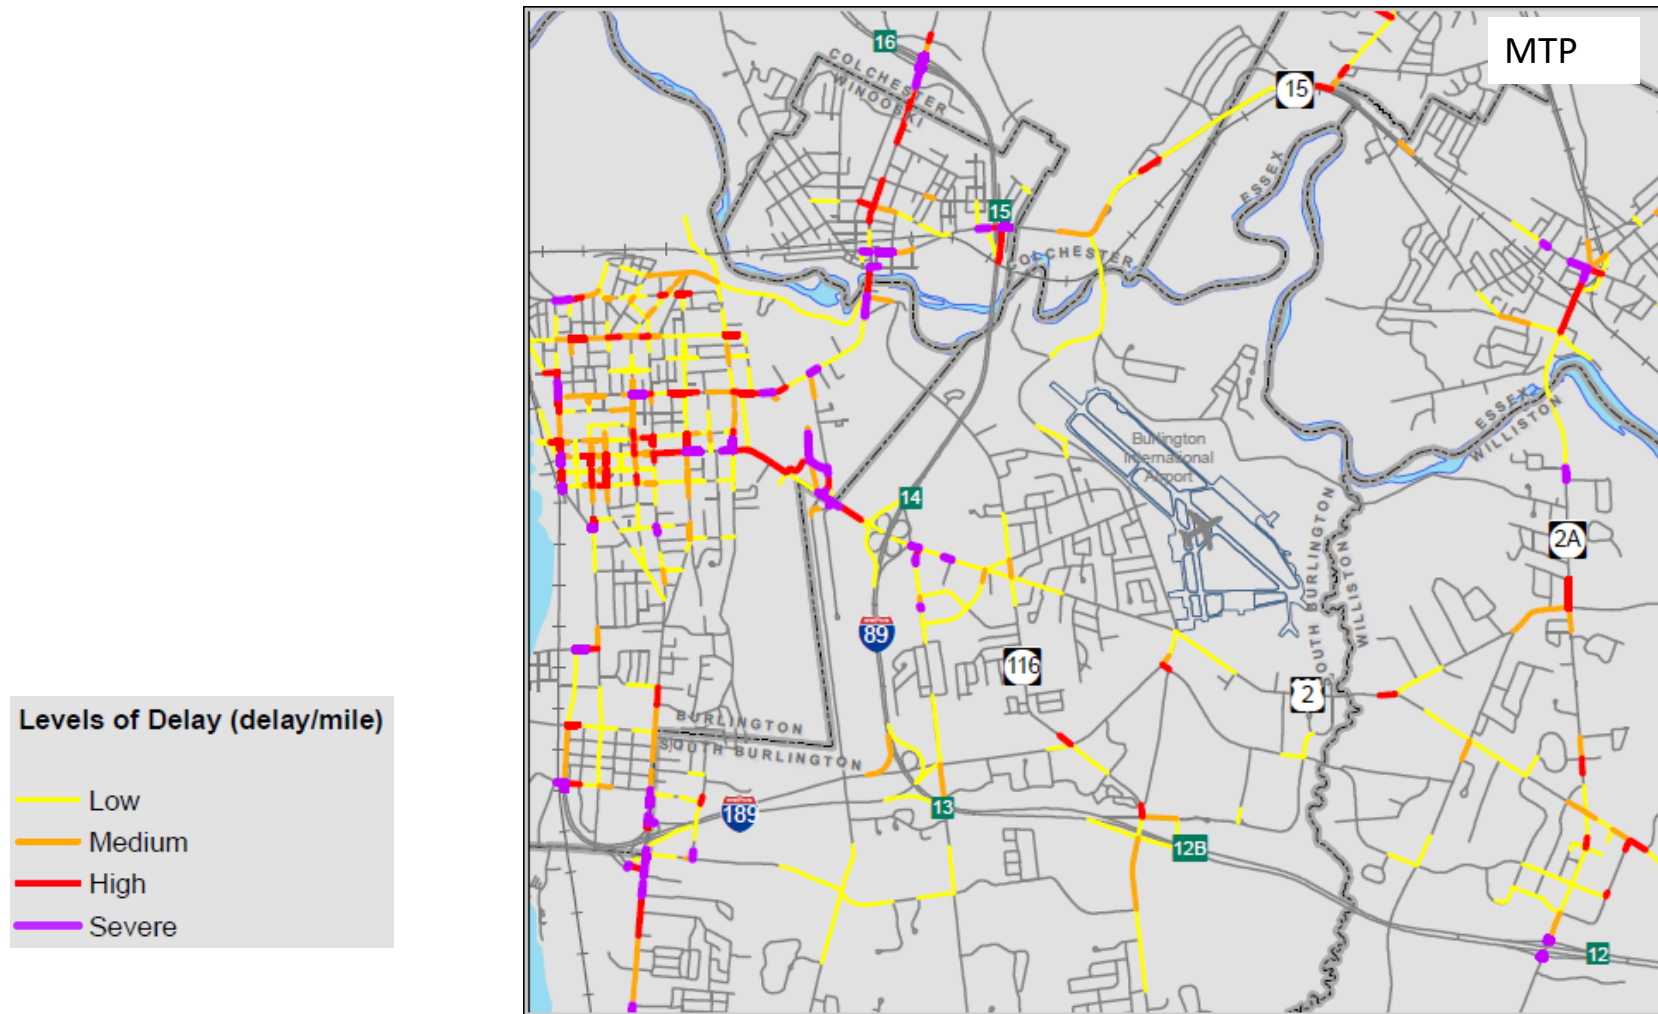 MTP
16
COLCHESTER
WINOOSKI
15
ESSEX
15
COLCHESTER
ESSEX
WILLISTON
Burlington
International
Airport
14
SOUTH BURLINGTON
WILLISTON
2A
89
116
2
BURLINGTON
SOUTH BURLINGTON
189
13
12B
12
Levels of Delay (delay/mile)
Low
Medium
High
Severe